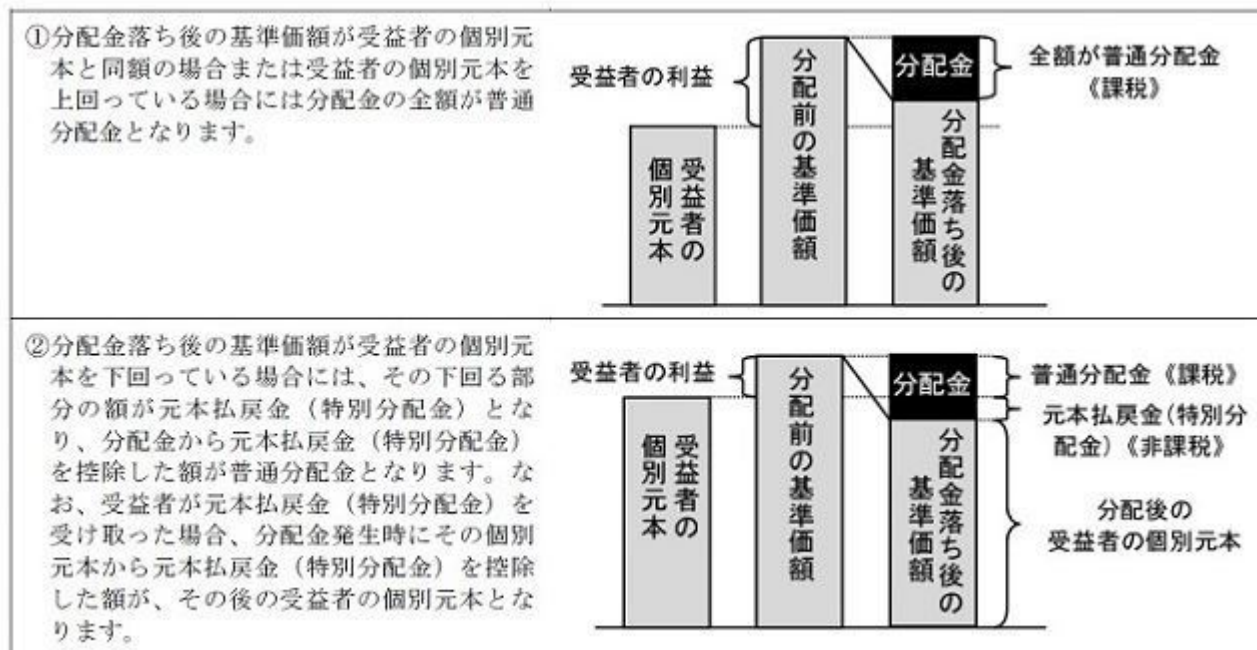 ①分配金落ち後の基準価額が受益者の個別元
本と同額の場合または受益者の個別元本を
上回っている場合には分配金の全額が普通
分配金となります。
受益者の利益
受益者の
個別元本
分配前の基準価額
分配金
分配金落ち後の
基準価額
全額が普通分配金
《課税》
②分配金落ち後の基準価額が受益者の個別元
本を下回っている場合には、その下回る部
分の額が元本払戻金（特別分配金）とな
り、分配金から元本払戻金（特別分配金）
を控除した額が普通分配金となります。な
お、受益者が元本払戻金（特別分配金）を
受け取った場合、分配金発生時にその個別
元本から元本払戻金（特別分配金）を控除
した額が、その後の受益者の個別元本とな
ります。
受益者の利益
受益者の
個別元本
分配前の基準価額
分配金
分配金落ち後の
基準価額
普通分配金《課税》
元本払戻金(特別分
配金)《非課税》
分配後の
受益者の個別元本